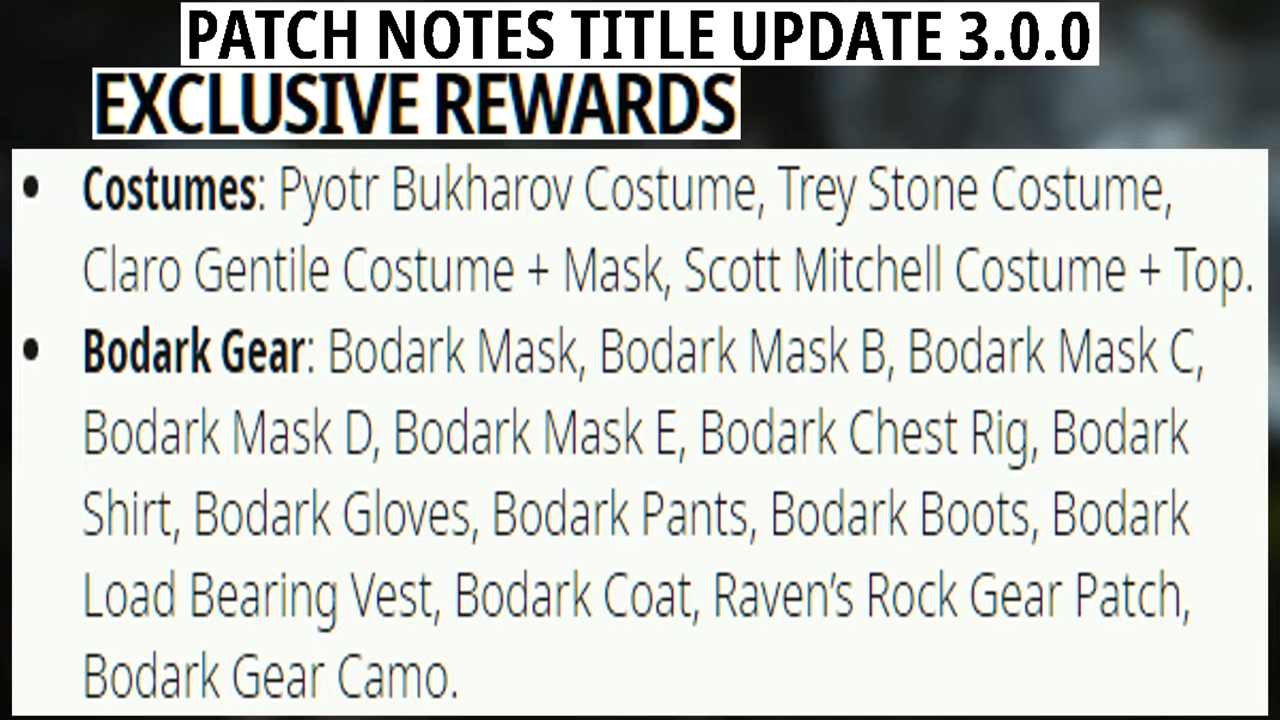 PATCH NOTES TITLE UPDATE 3.0.0
EXCLUSIVE REWARDS
• Costumes: Pyotr Bukharov Costume, Trey Stone Costume,
Claro Gentile Costume + Mask, Scott Mitchell Costume + Top.
• Bodark Gear: Bodark Mask, Bodark Mask B, Bodark Mask C,
Bodark Mask D, Bodark Mask E, Bodark Chest Rig, Bodark
Shirt, Bodark Gloves, Bodark Pants, Bodark Boots, Bodark
Load Bearing Vest, Bodark Coat, Raven’s Rock Gear Patch,
Bodark Gear Camo.